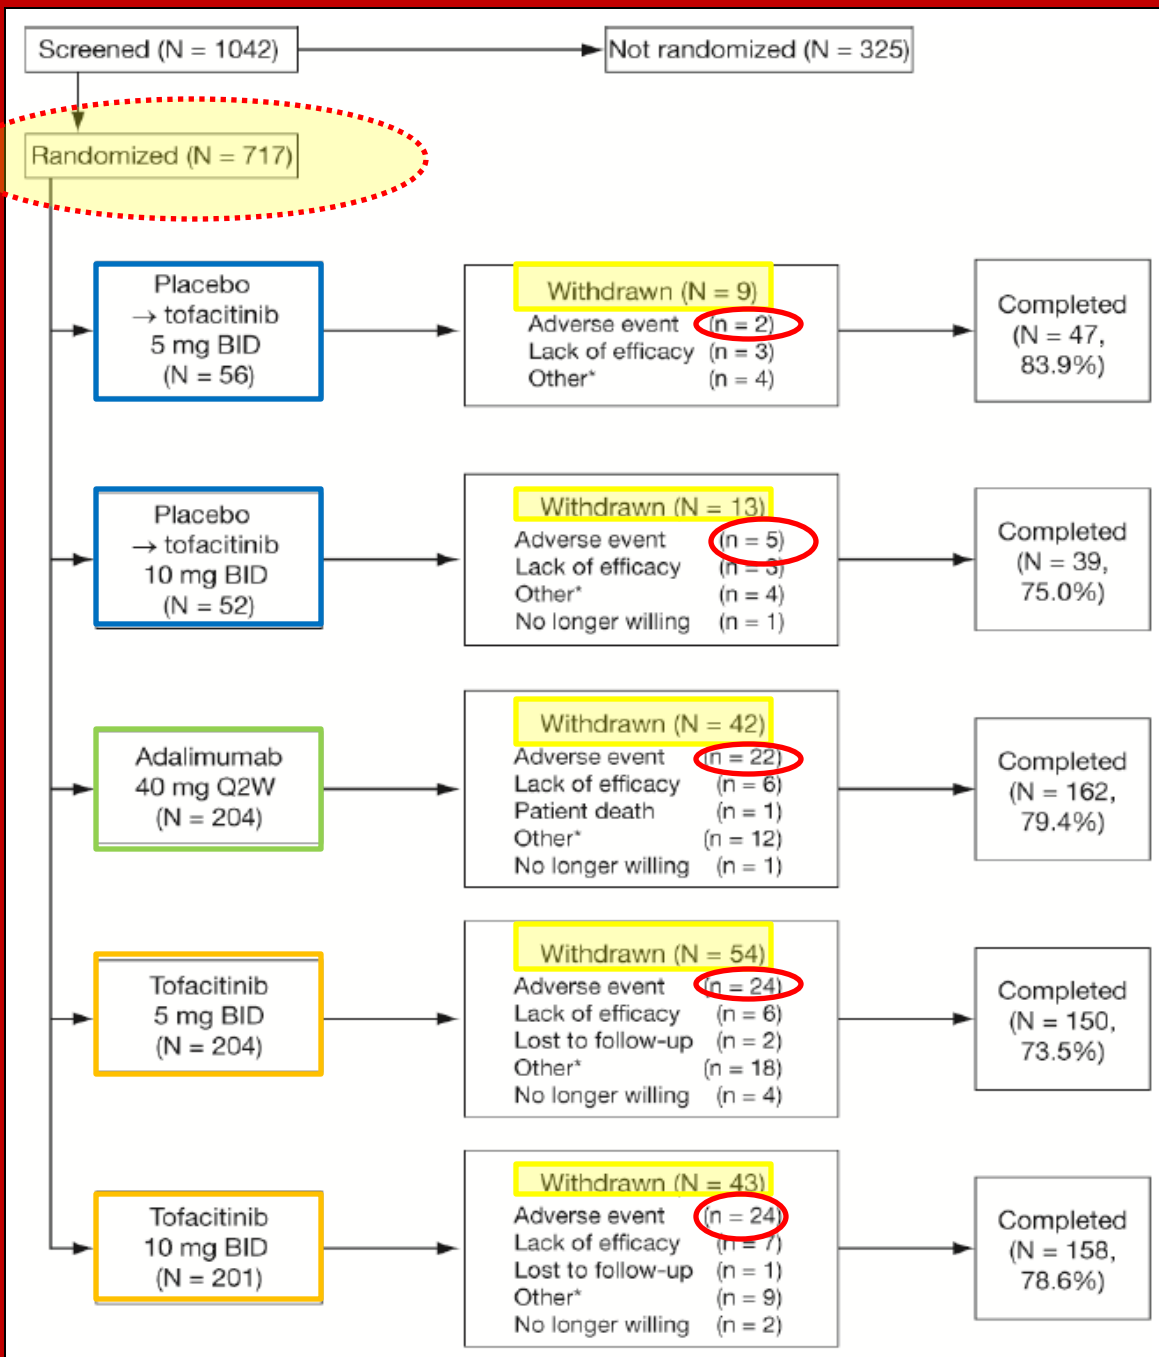 Screened (N = 1042)
Not randomized (N = 325)
Randomized (N = 717)
Placebo
→ tofacitinib
5 mg BID
(N = 56)
Withdrawn (N = 9)
Adverse event (n = 2)
Lack of efficacy (n = 3)
Other* (n = 4)
Completed
(N = 47,
83.9%)
Placebo
→ tofacitinib
10 mg BID
(N = 52)
Withdrawn (N = 13)
Adverse event (n = 5)
Lack of efficacy (n = 3)
Other* (n = 4)
No longer willing (n = 1)
Completed
(N = 39,
75.0%)
Adalimumab
40 mg Q2W
(N = 204)
Withdrawn (N = 42)
Adverse event (n = 22)
Lack of efficacy (n = 6)
Patient death (n = 1)
Other* (n = 12)
No longer willing (n = 1)
Completed
(N = 162,
79.4%)
Tofacitinib
5 mg BID
(N = 204)
Withdrawn (N = 54)
Adverse event (n = 24)
Lack of efficacy (n = 6)
Lost to follow-up (n = 2)
Other* (n = 18)
No longer willing (n = 4)
Completed
(N = 150,
73.5%)
Tofacitinib
10 mg BID
(N = 201)
Withdrawn (N = 43)
Adverse event (n = 24)
Lack of efficacy (n = 7)
Lost to follow-up (n = 1)
Other* (n = 9)
No longer willing (n = 2)
Completed
(N = 158,
78.6%)